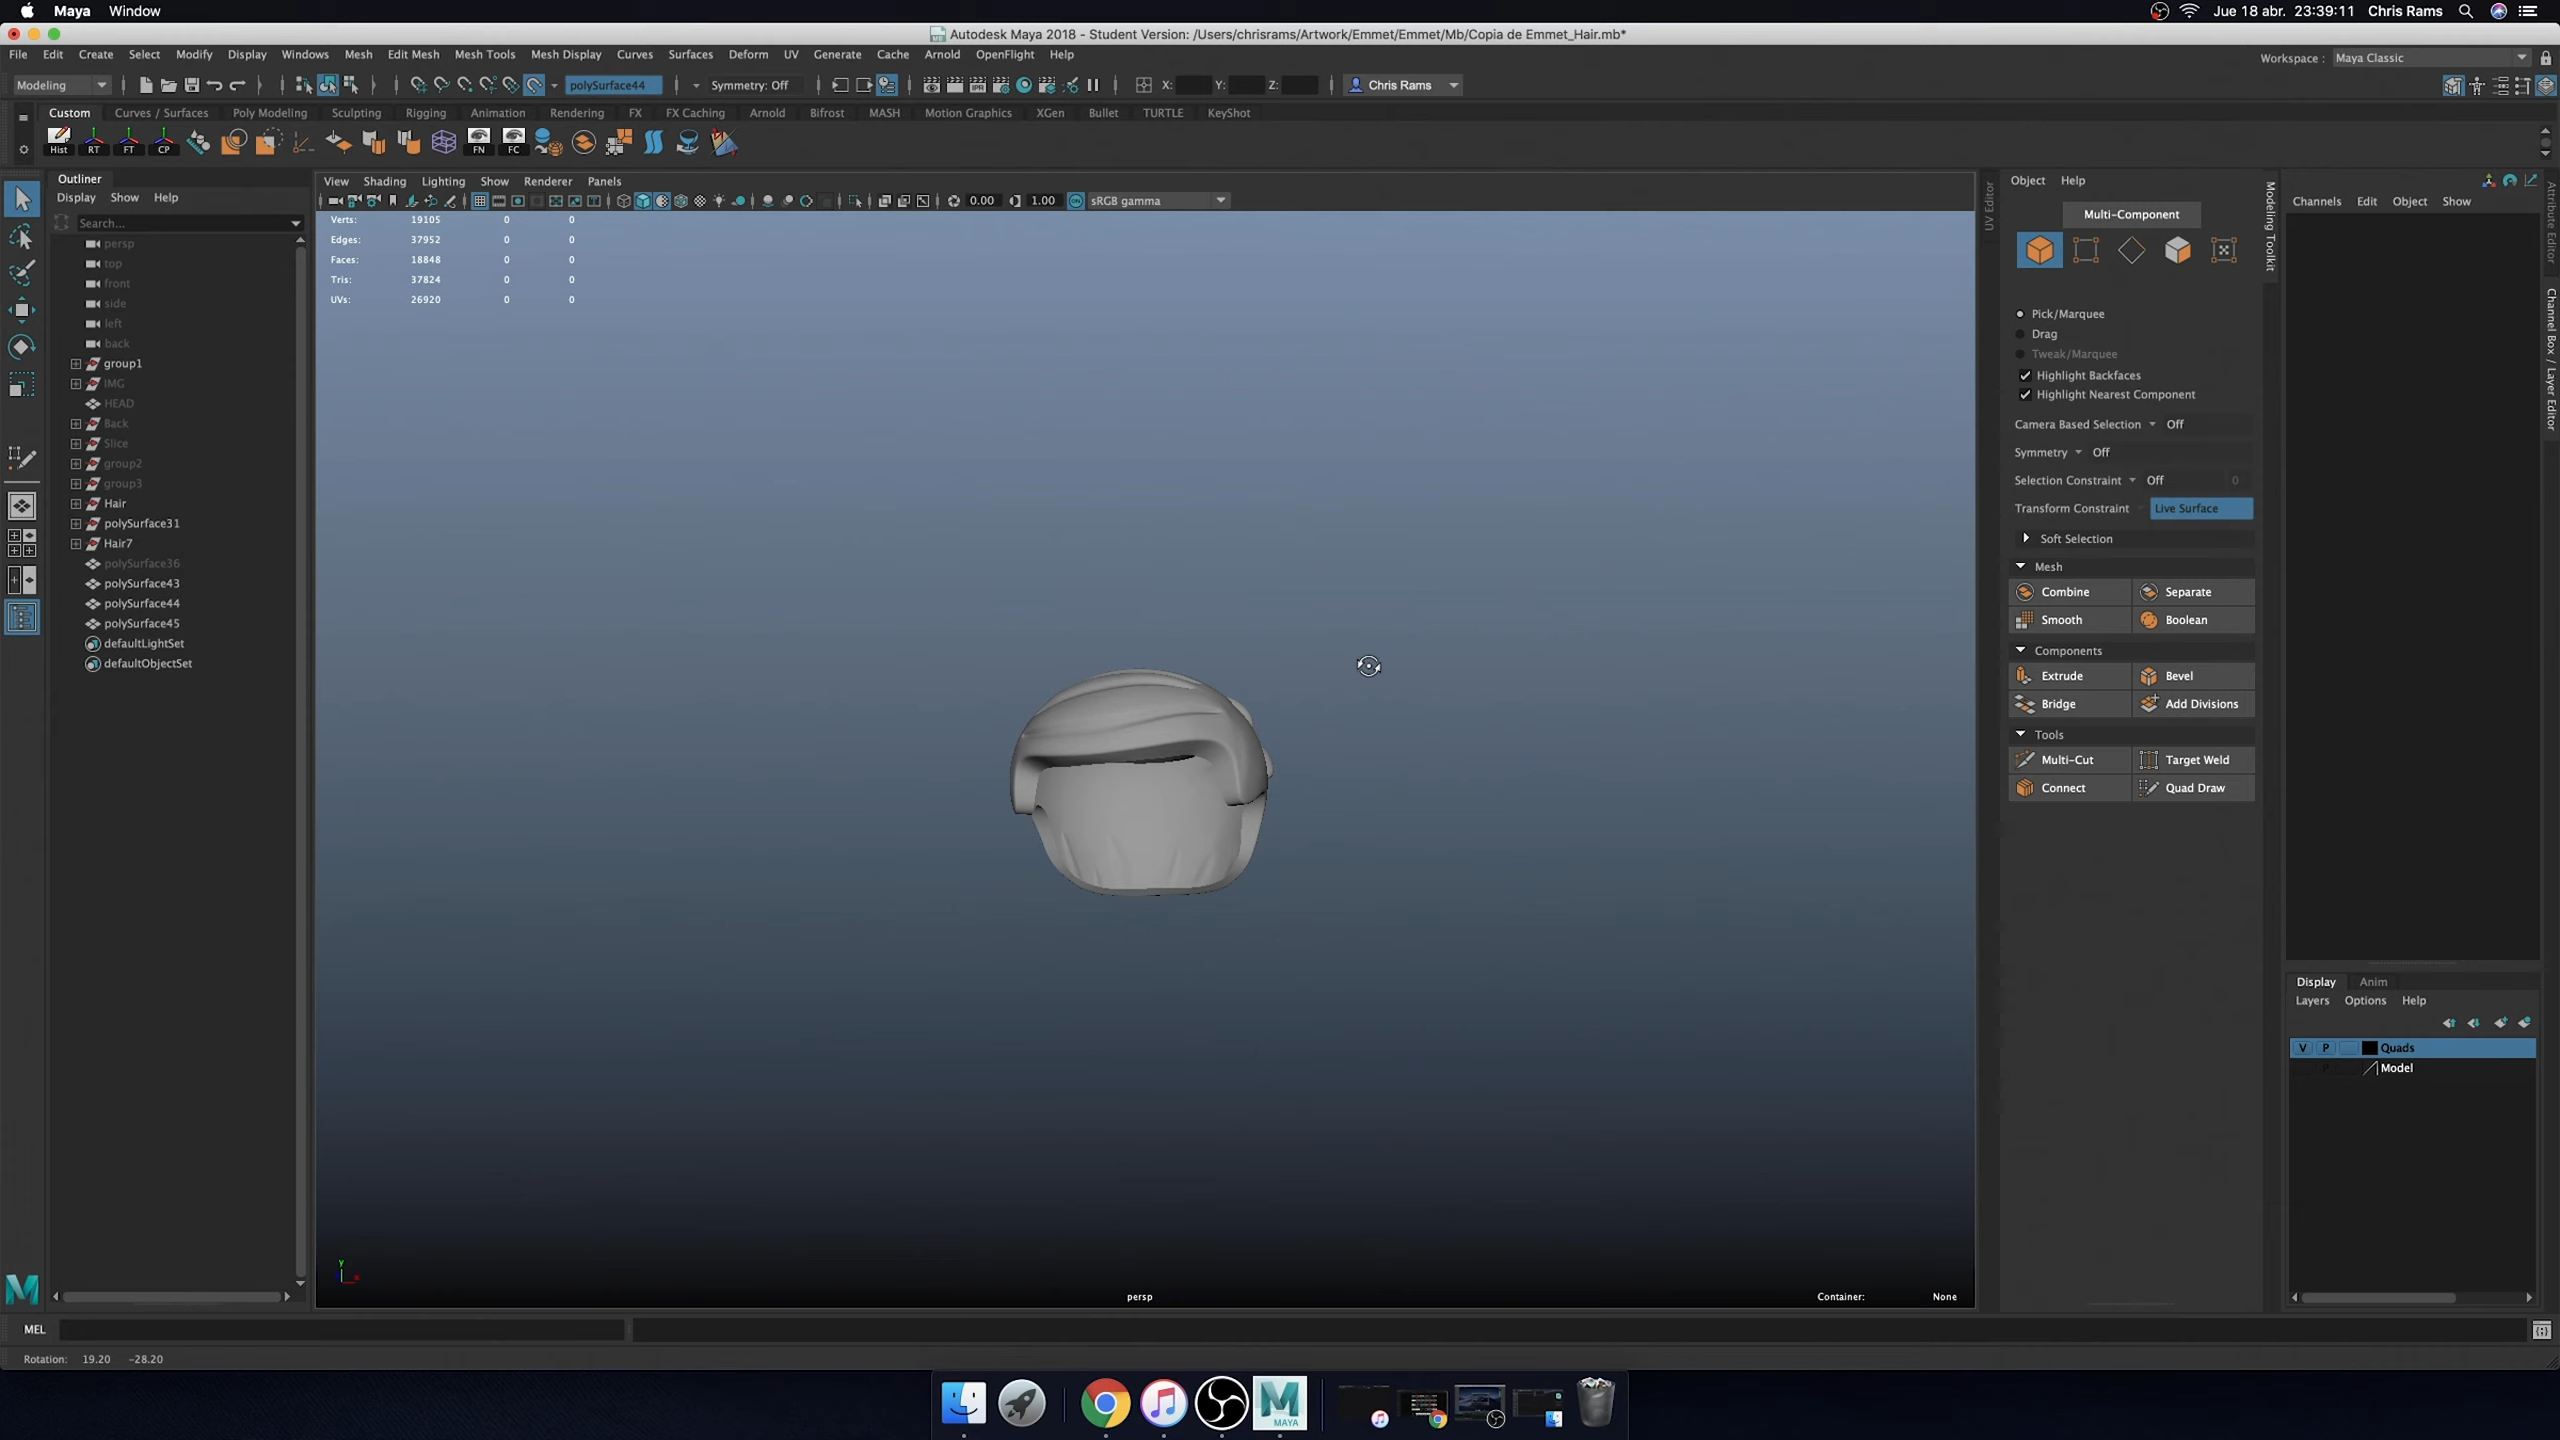 Maya Window Jue 18 abr. 23:39:11 Chris Rams
Autodesk Maya 2018 - Student Version: /Users/chrisrams/Artwork/Emmet/Emmet/Mb/Copia de Emmet_Hair.mb*
File Edit Create Select Modify Display Windows Mesh Edit Mesh Mesh Tools Mesh Display Curves Surfaces Deform UV Generate Cache Arnold OpenFlight Help Workspace : Maya Classic
Modeling polySurface44 Symmetry: Off X: Y: Z: Chris Rams
Custom Curves / Surfaces Poly Modeling Sculpting Rigging Animation Rendering FX FX Caching Arnold Bifrost MASH Motion Graphics XGen Bullet TURTLE KeyShot
Hist RT FT CP FN FC
Outliner
Display Show Help
Search...
persp
top
front
side
left
back
group1
IMG
HEAD
Back
Slice
group2
group3
Hair
polySurface31
Hair7
polySurface36
polySurface43
polySurface44
polySurface45
defaultLightSet
defaultObjectSet
View Shading Lighting Show Renderer Panels
0.00 1.00 sRGB gamma
Verts: 19105 0 0
Edges: 37952 0 0
Faces: 18848 0 0
Tris: 37824 0 0
UVs: 26920 0 0
y
x
persp
Container: None
UV Editor
Object Help
Multi-Component
Pick/Marquee
Drag
Tweak/Marquee
Highlight Backfaces
Highlight Nearest Component
Camera Based Selection Off
Symmetry Off
Selection Constraint Off 0
Transform Constraint Live Surface
Soft Selection
Mesh
Combine Separate
Smooth Boolean
Components
Extrude Bevel
Bridge Add Divisions
Tools
Multi-Cut Target Weld
Connect Quad Draw
Modeling Toolkit
Channels Edit Object Show
Attribute Editor
Channel Box / Layer Editor
Display Anim
Layers Options Help
V P Quads
P Model
MEL
Rotation: 19.20 -28.20
MAYA